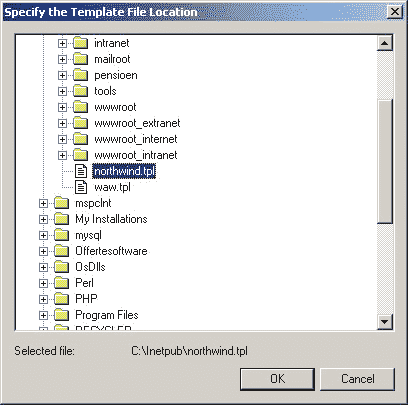 Specify the Template File Location
intranet
mailroot
pensioen
tools
wwwroot
wwwroot_extranet
wwwroot_internet
wwwroot_intranet
northwind.tpl
waw.tpl
mspclnt
My Installations
mysql
Offertesoftware
OsDlls
Perl
PHP
Program Files
RECYCLER
Selected file: C:\Inetpub\northwind.tpl
OK Cancel